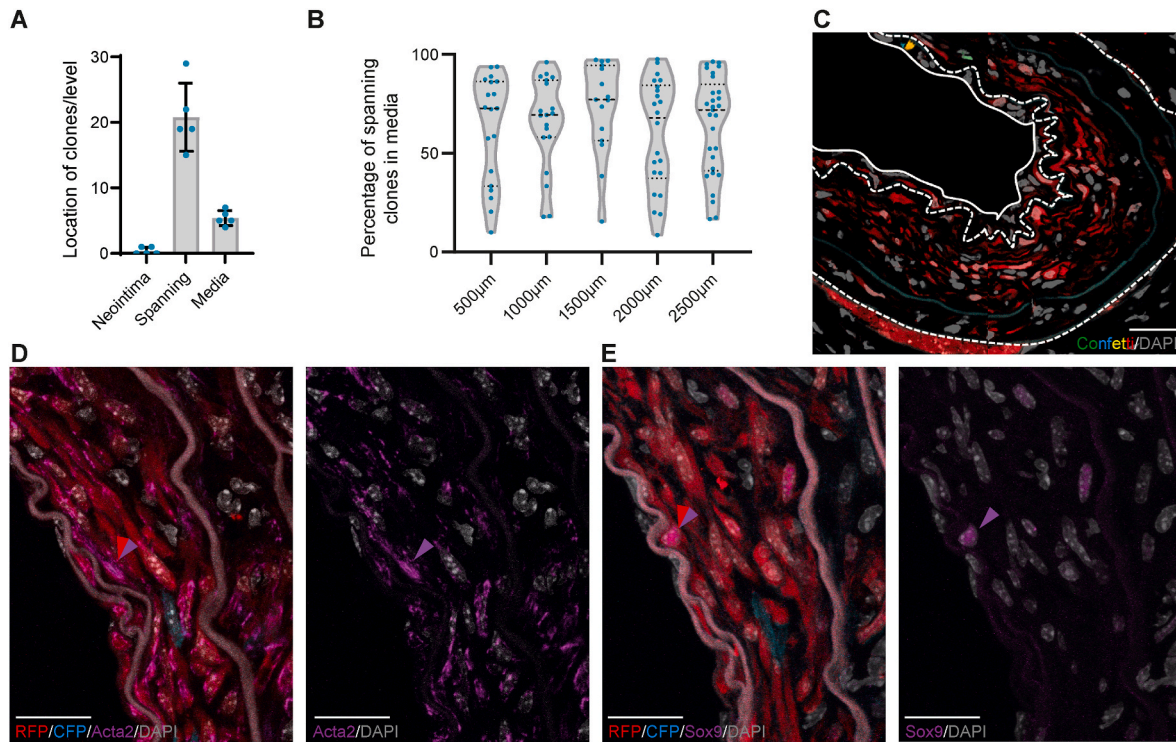 A
Location of clones/level
30
20
10
0
Neointima
Spanning
Media
B
Percentage of spanning
clones in media
100
50
0
500µm
1000µm
1500µm
2000µm
2500µm
C
Confetti/DAPI
D
RFP/CFP/Acta2/DAPI
Acta2/DAPI
E
RFP/CFP/Sox9/DAPI
Sox9/DAPI